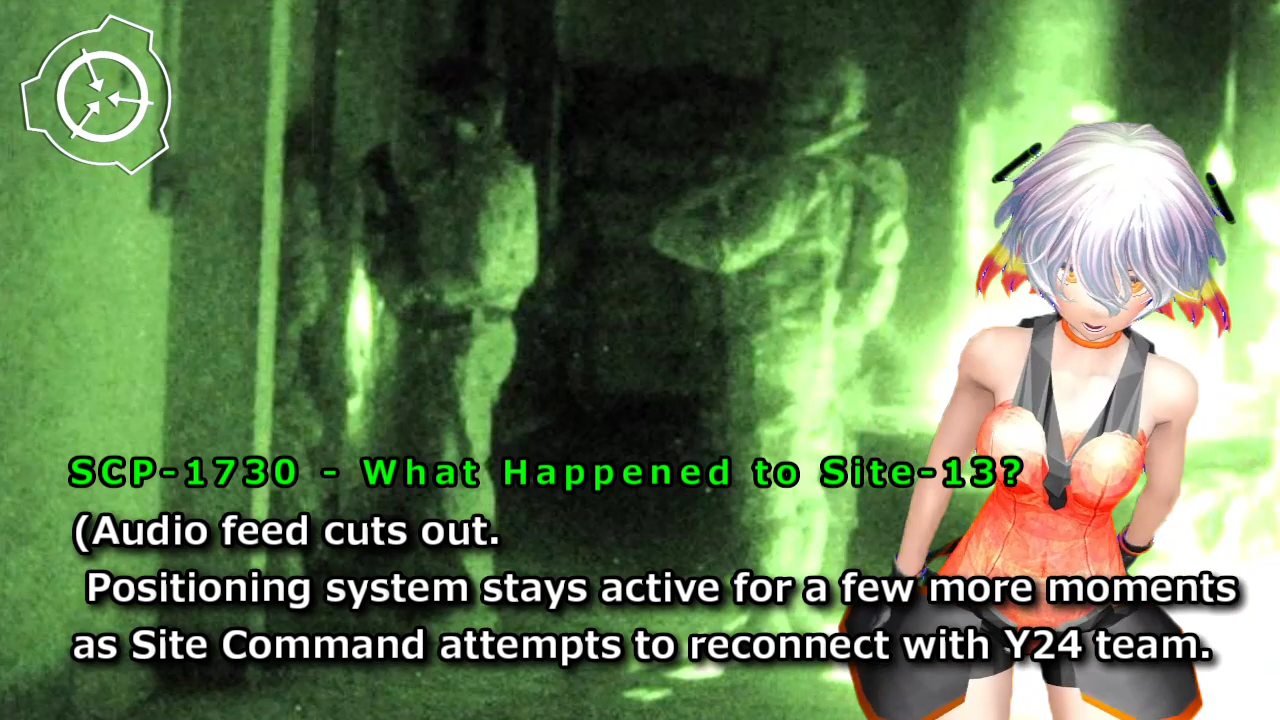 SCP-1730 - What Happened to Site-13?
(Audio feed cuts out.
Positioning system stays active for a few more moments
as Site Command attempts to reconnect with Y24 team.